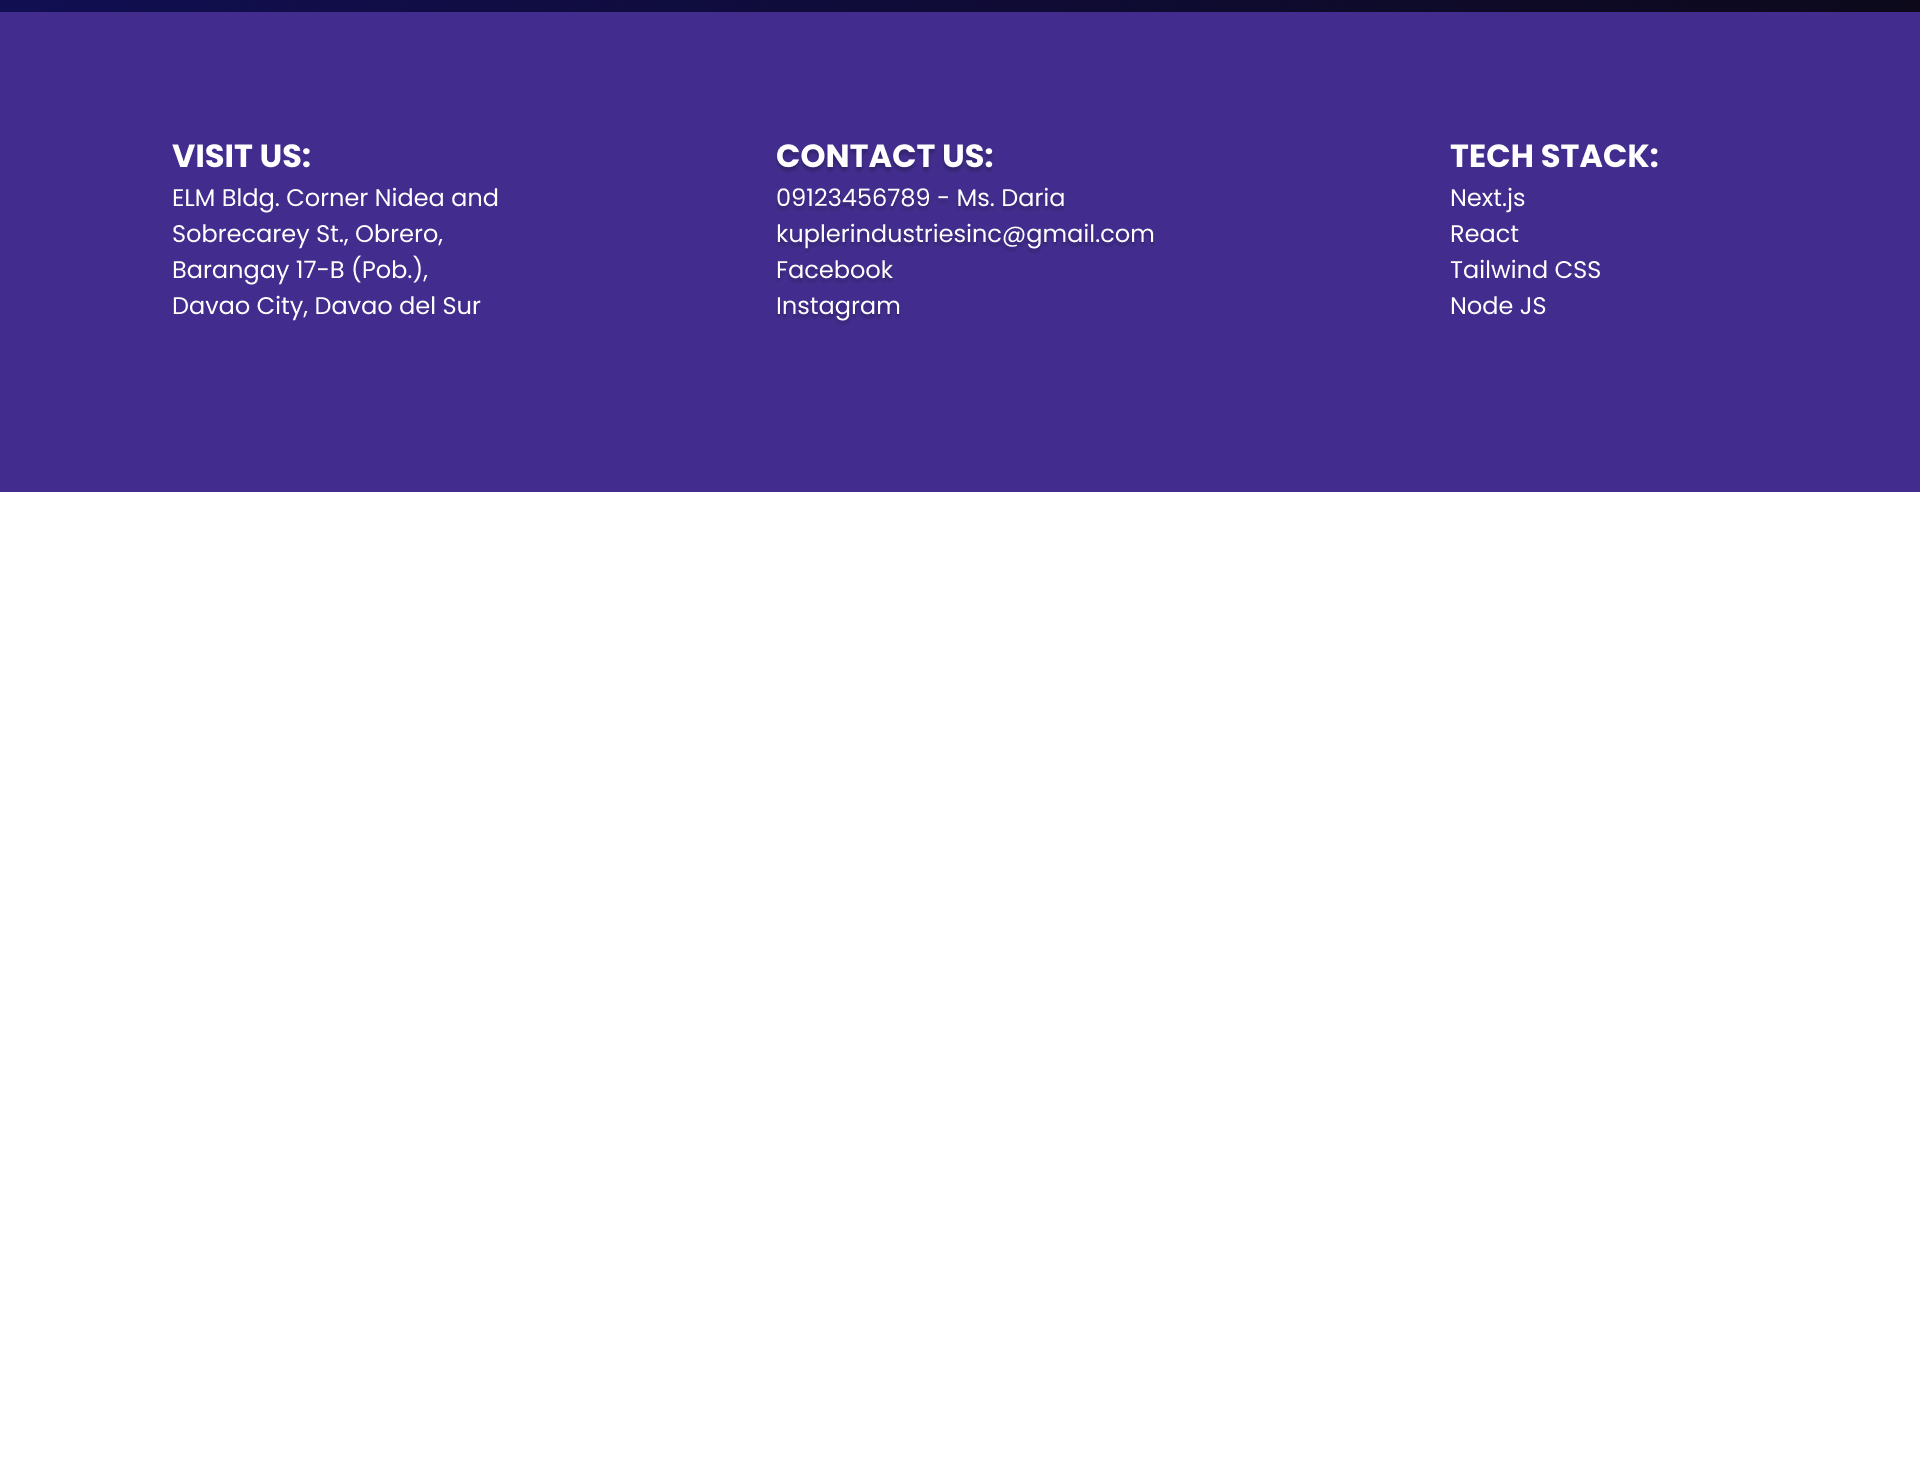 VISIT US:
ELM Bldg. Corner Nidea and
Sobrecarey St., Obrero,
Barangay 17-B (Pob.),
Davao City, Davao del Sur
CONTACT US:
09123456789 - Ms. Daria
kuplerindustriesinc@gmail.com
Facebook
Instagram
TECH STACK:
Next.js
React
Tailwind CSS
Node JS